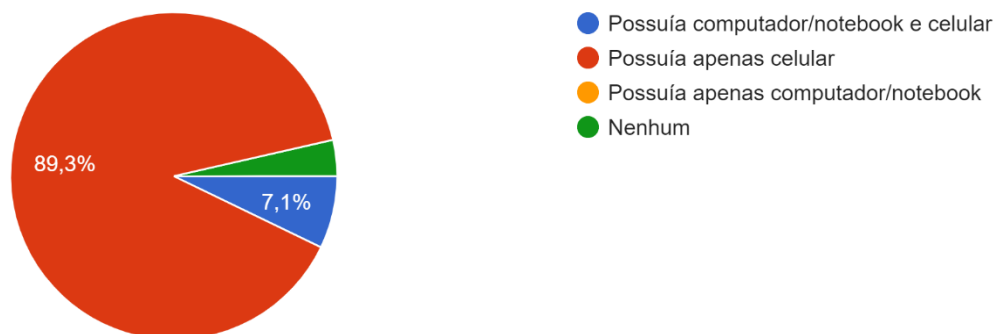 89,3%
7,1%
Possuía computador/notebook e celular
Possuía apenas celular
Possuía apenas computador/notebook
Nenhum